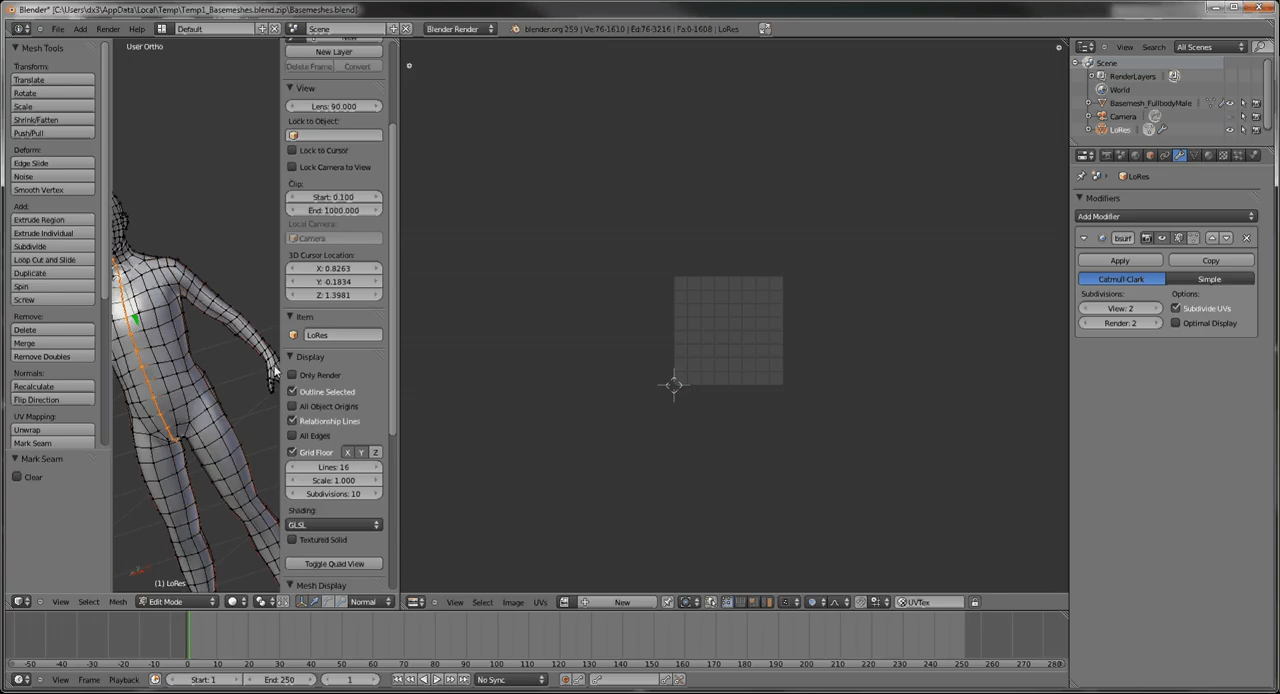 Blender* [C:\Users\dx3\AppData\Local\Temp\Temp1_Basemeshes.blend.zip\Basemeshes.blend]
File Add Render Help Default Scene Blender Render blender.org 259 | Ve:76-1610 | Ed:76-3216 | Fa:0-1608 | LoRes
View Search All Scenes
Mesh Tools
Transform:
Translate
Rotate
Scale
Shrink/Fatten
Push/Pull
Deform:
Edge Slide
Noise
Smooth Vertex
Add:
Extrude Region
Extrude Individual
Subdivide
Loop Cut and Slide
Duplicate
Spin
Screw
Remove:
Delete
Merge
Remove Doubles
Normals:
Recalculate
Flip Direction
UV Mapping:
Unwrap
Mark Seam
Mark Seam
Clear
User Ortho
(1) LoRes
New Layer
Delete Frame Convert
View
Lens: 90.000
Lock to Object:
Lock to Cursor
Lock Camera to View
Clip:
Start: 0.100
End: 1000.000
Local Camera:
Camera
3D Cursor Location:
X: 0.8263
Y: -0.1834
Z: 1.3981
Item
LoRes
Display
Only Render
Outline Selected
All Object Origins
Relationship Lines
All Edges
Grid Floor X Y Z
Lines: 16
Scale: 1.000
Subdivisions: 10
Shading:
GLSL
Textured Solid
Toggle Quad View
Mesh Display
Scene
RenderLayers
World
Basemesh_FullbodyMale
Camera
LoRes
LoRes
Modifiers
Add Modifier
bsurf
Apply Copy
Catmull-Clark Simple
Subdivisions: Options:
View: 2 Subdivide UVs
Render: 2 Optimal Display
View Select Mesh Edit Mode Normal
View Select Image UVs New UVTex
-50 -40 -30 -20 -10 0 10 20 30 40 50 60 70 80 90 100 110 120 130 140 150 160 170 180 190 200 210 220 230 240 250 260 270 280
View Frame Playback Start: 1 End: 250 1 No Sync